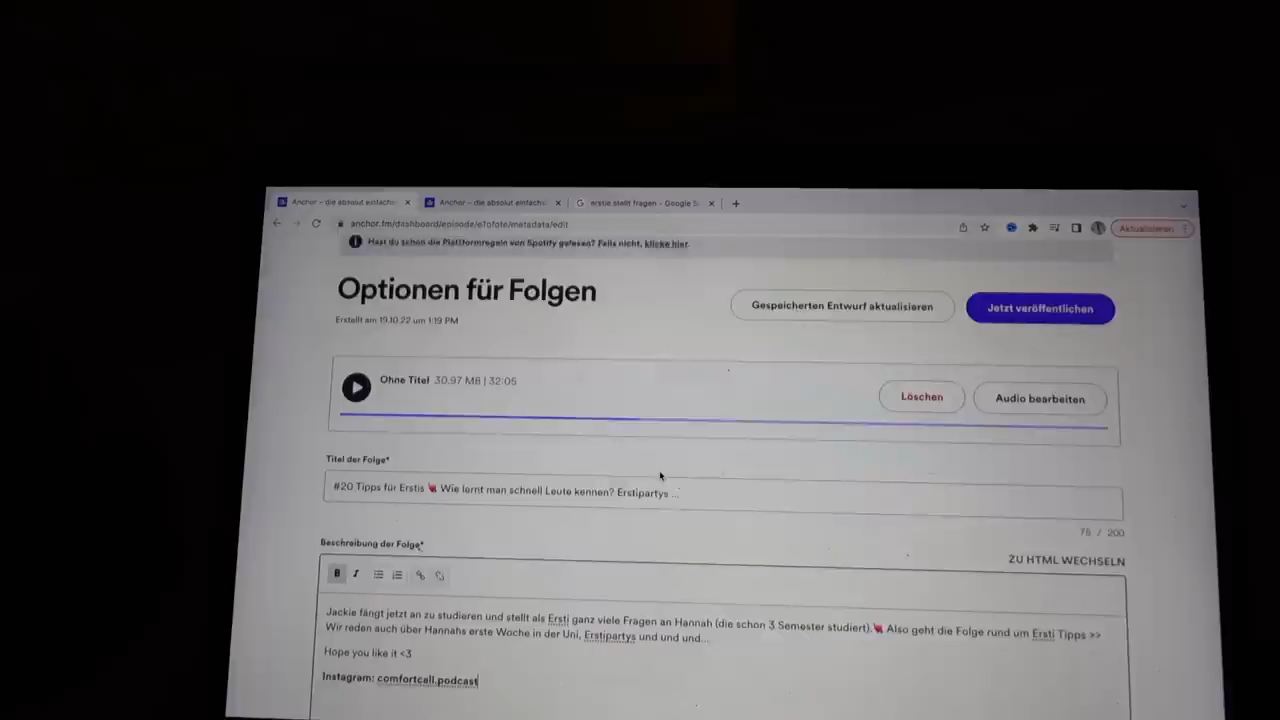 Anchor – die absolut einfachs
Anchor – die absolut einfachs
erstie stellt fragen - Google S
anchor.fm/dashboard/episode/e1ofote/metadata/edit
Aktualisieren
Hast du schon die Plattformregeln von Spotify gelesen? Falls nicht, klicke hier.
Optionen für Folgen
Gespeicherten Entwurf aktualisieren
Jetzt veröffentlichen
Erstellt am 19.10.22 um 1:19 PM
Ohne Titel 30.97 MB | 32:05
Löschen
Audio bearbeiten
Titel der Folge*
#20 Tipps für Erstis 💘 Wie lernt man schnell Leute kennen? Erstipartys ...
75 / 200
Beschreibung der Folge*
ZU HTML WECHSELN
B I
Jackie fängt jetzt an zu studieren und stellt als Ersti ganz viele Fragen an Hannah (die schon 3 Semester studiert).💘 Also geht die Folge rund um Ersti Tipps >>
Wir reden auch über Hannahs erste Woche in der Uni, Erstipartys und und und...
Hope you like it <3
Instagram: comfortcall.podcast